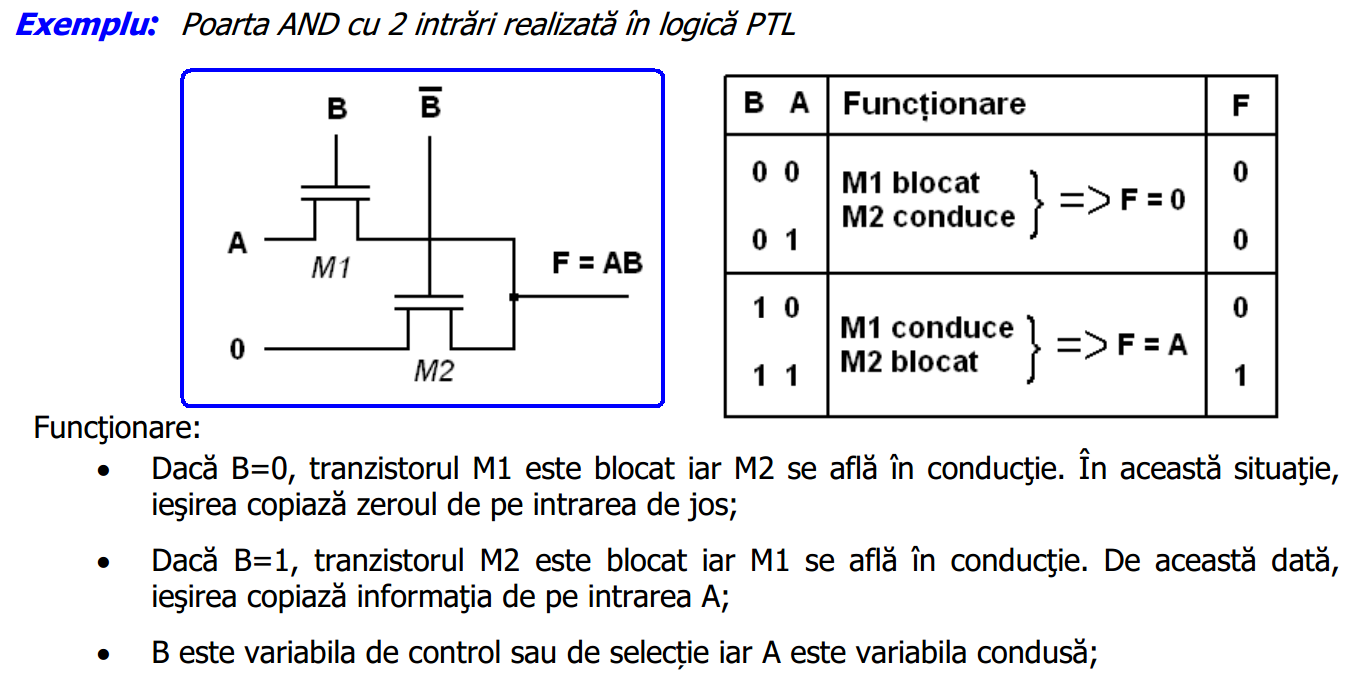 Exemplu: Poarta AND cu 2 intrări realizată în logică PTL
B B̅
A
M1
F = AB
0
M2
B A Funcționare F
0 0 M1 blocat 0
M2 conduce } => F = 0
0 1 0
1 0 M1 conduce 0
M2 blocat } => F = A
1 1 1
Funcţionare:
• Dacă B=0, tranzistorul M1 este blocat iar M2 se află în conducţie. În această situaţie,
ieşirea copiază zeroul de pe intrarea de jos;
• Dacă B=1, tranzistorul M2 este blocat iar M1 se află în conducţie. De această dată,
ieşirea copiază informaţia de pe intrarea A;
• B este variabila de control sau de selecție iar A este variabila condusă;